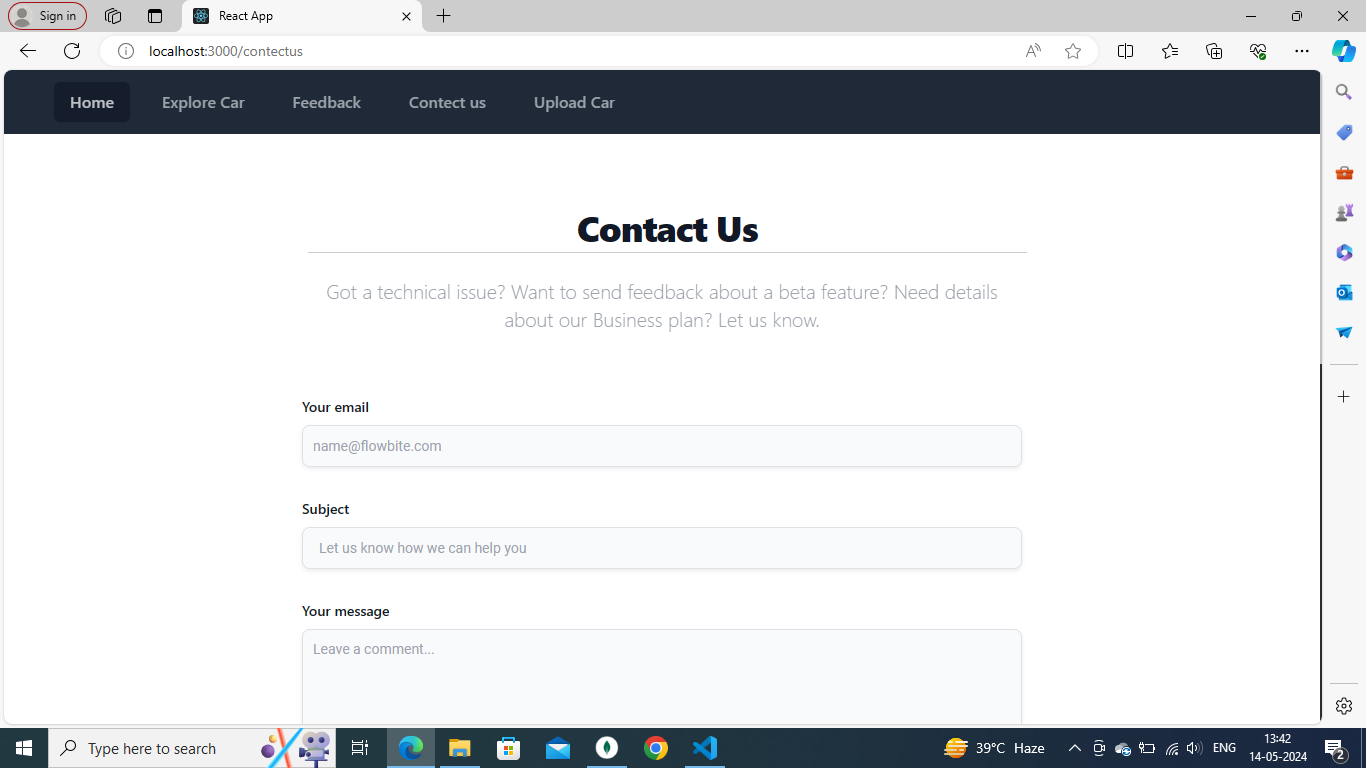 Sign in
React App
localhost:3000/contectus
Home Explore Car Feedback Contect us Upload Car
Contact Us
Got a technical issue? Want to send feedback about a beta feature? Need details
about our Business plan? Let us know.
Your email
name@flowbite.com
Subject
Let us know how we can help you
Your message
Leave a comment...
Type here to search
39°C Haze
ENG
13:42
14-05-2024
2